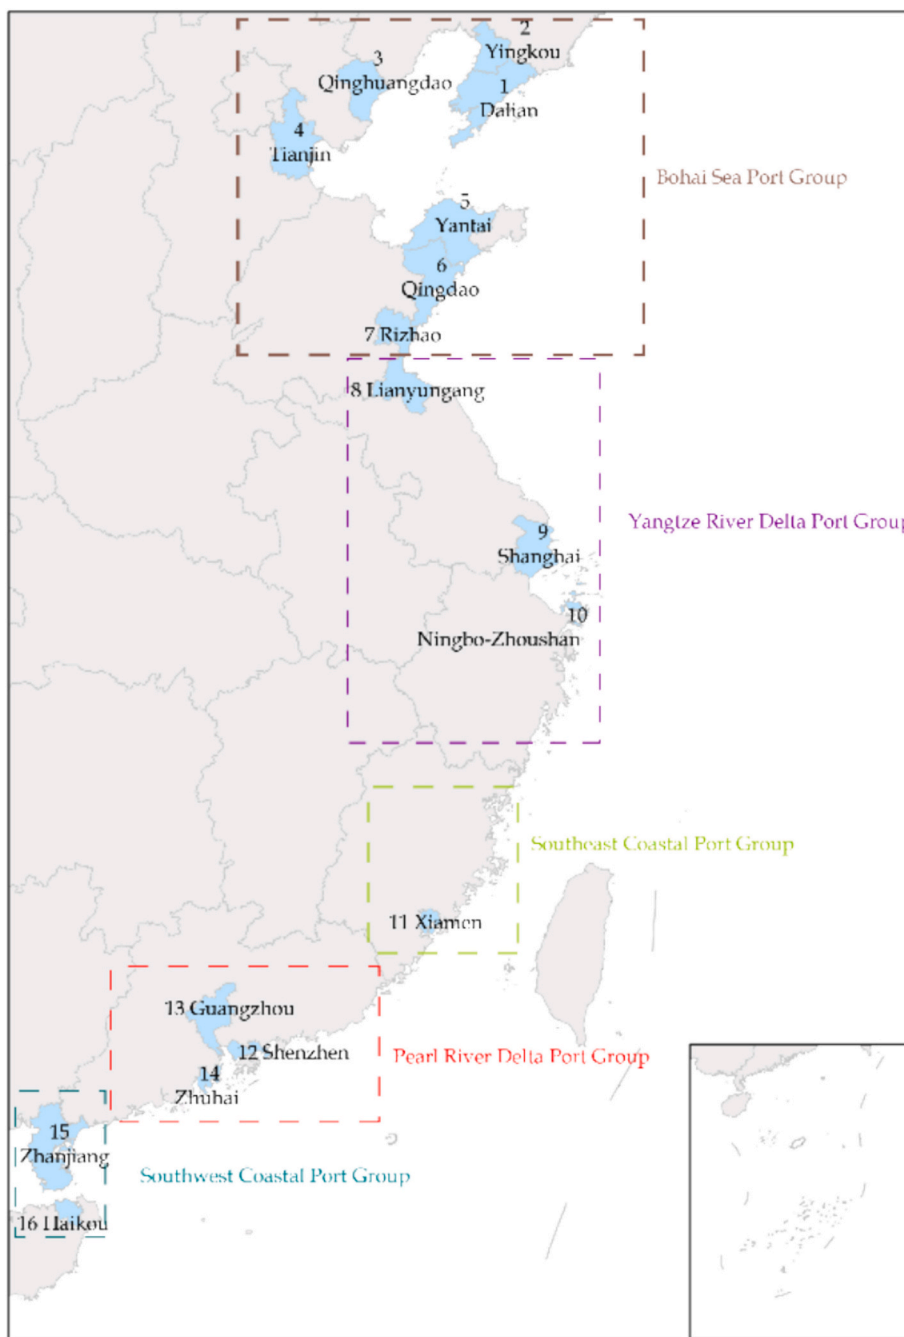 2
Yingkou
3
Qinghuangdao
1
Dalian
4
Tianjin
Bohai Sea Port Group
5
Yantai
6
Qingdao
7 Rizhao
8 Lianyungang
Yangtze River Delta Port Group
9
Shanghai
10
Ningbo-Zhoushan
Southeast Coastal Port Group
11 Xiamen
13 Guangzhou
12 Shenzhen
Pearl River Delta Port Group
14
Zhuhai
15
Zhanjiang
Southwest Coastal Port Group
16 Haikou